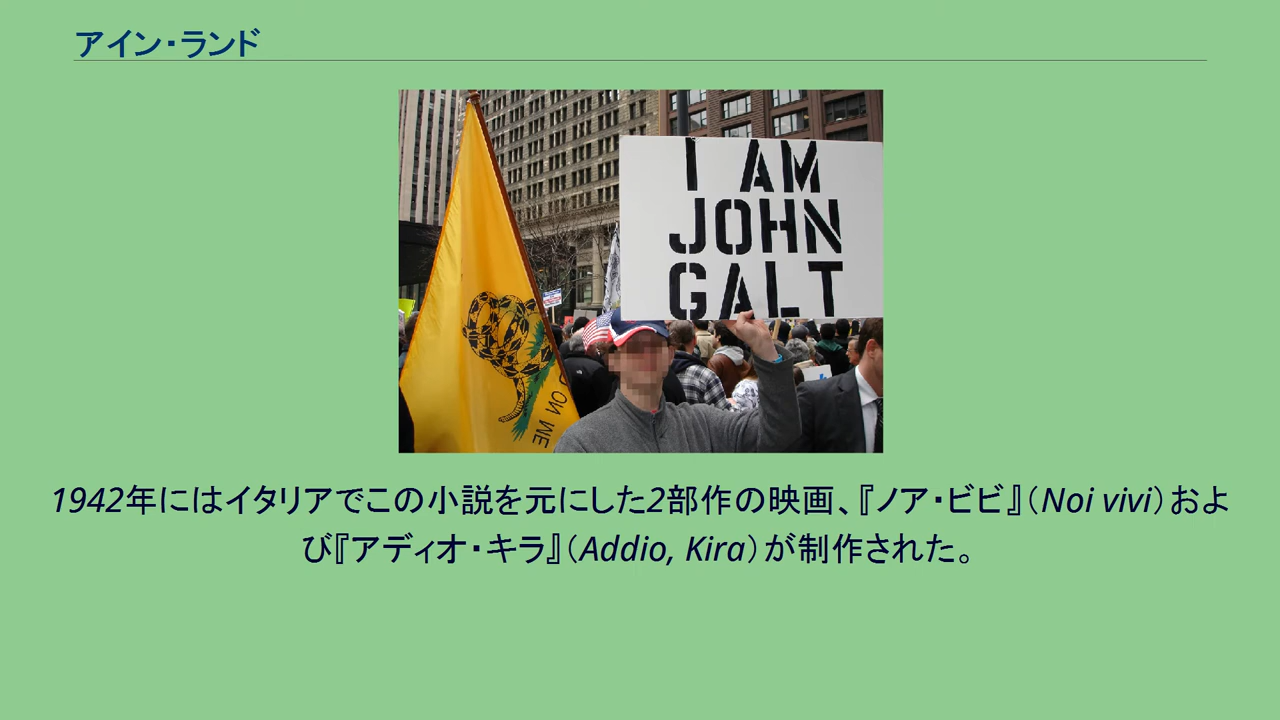 アイン・ランド
I AM
JOHN
GALT
ON ME
1942年にはイタリアでこの小説を元にした2部作の映画、『ノア・ビビ』（Noi vivi）およ
び『アディオ・キラ』（Addio, Kira）が制作された。